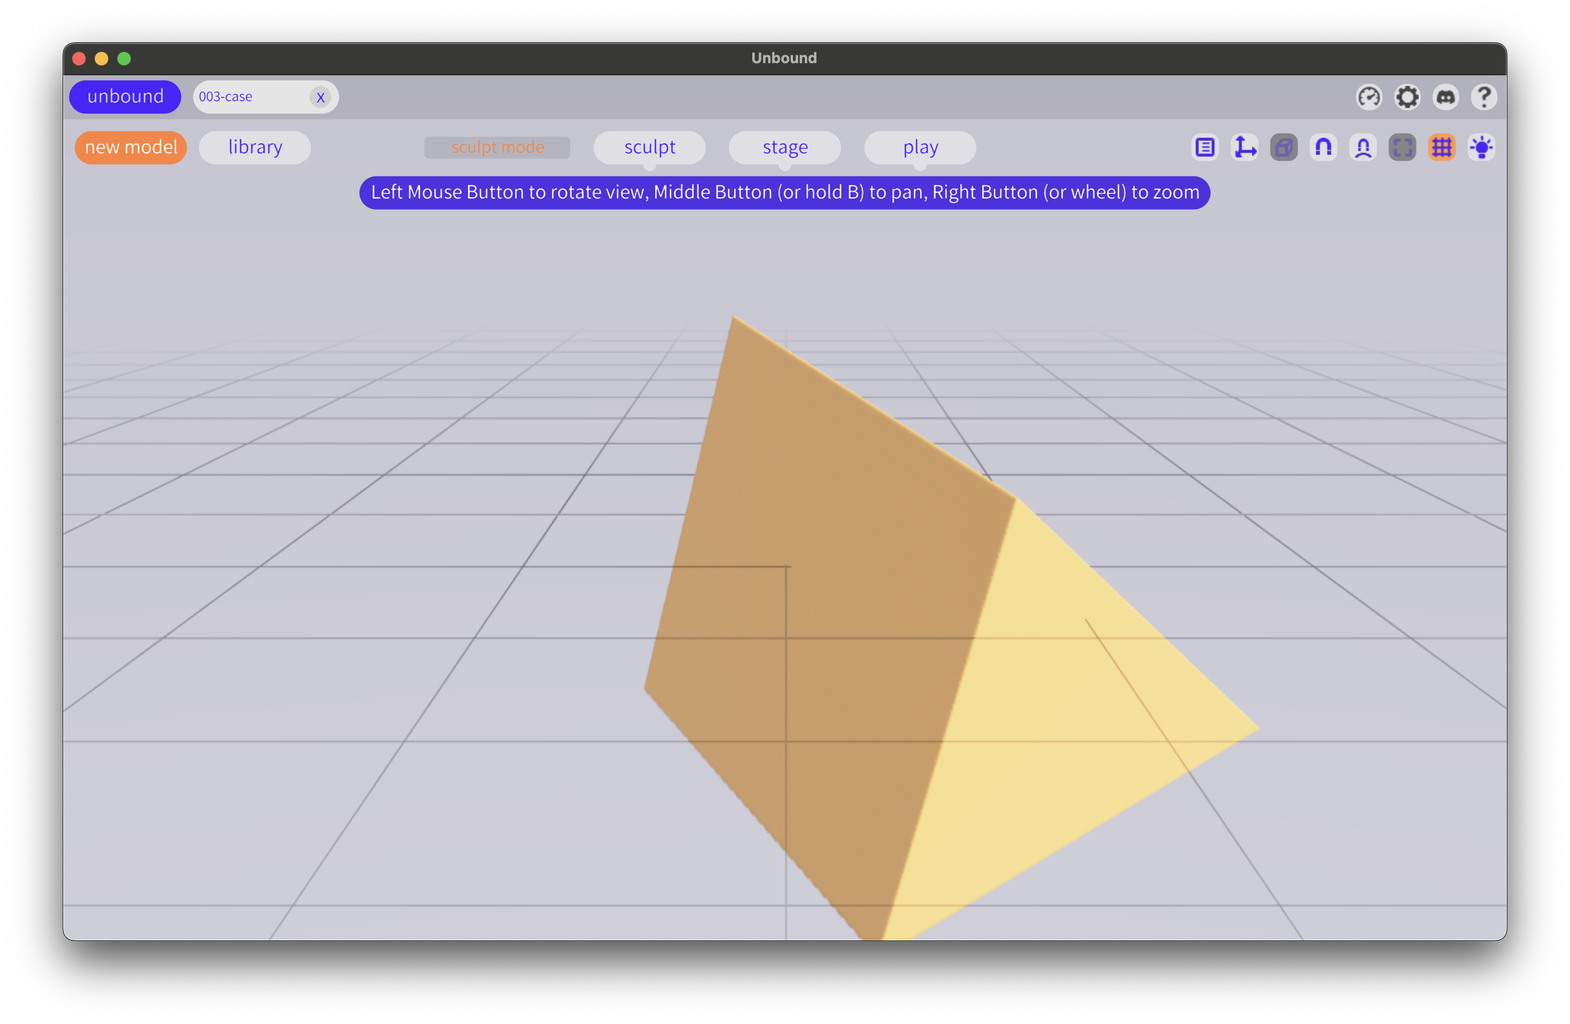 Unbound
unbound
003-case
X
new model
library
sculpt mode
sculpt
stage
play
Left Mouse Button to rotate view, Middle Button (or hold B) to pan, Right Button (or wheel) to zoom